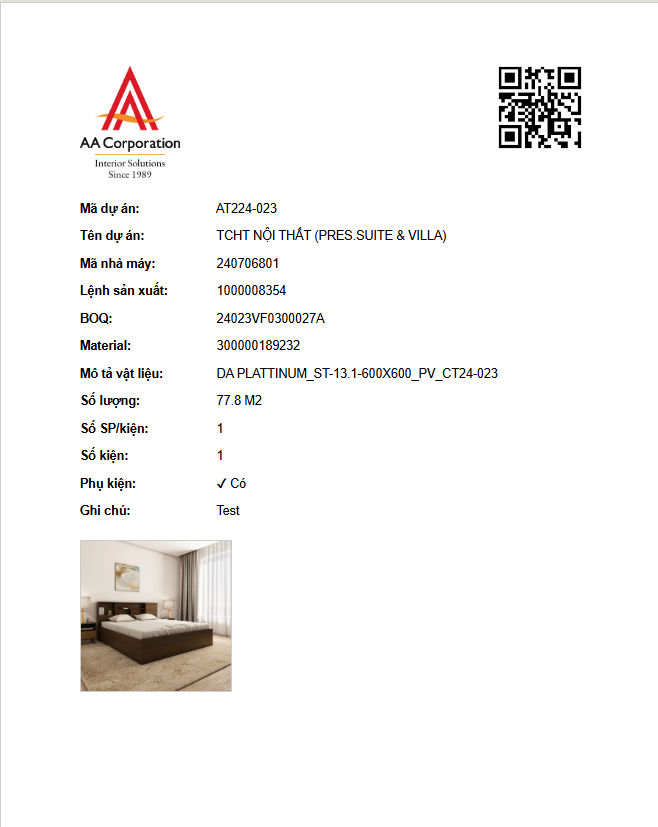 AA Corporation
Interior Solutions
Since 1989
Mã dự án: AT224-023
Tên dự án: TCHT NỘI THẤT (PRES.SUITE & VILLA)
Mã nhà máy: 240706801
Lệnh sản xuất: 1000008354
BOQ: 24023VF0300027A
Material: 300000189232
Mô tả vật liệu: DA PLATTINUM_ST-13.1-600X600_PV_CT24-023
Số lượng: 77.8 M2
Số SP/kiện: 1
Số kiện: 1
Phụ kiện: ✓ Có
Ghi chú: Test